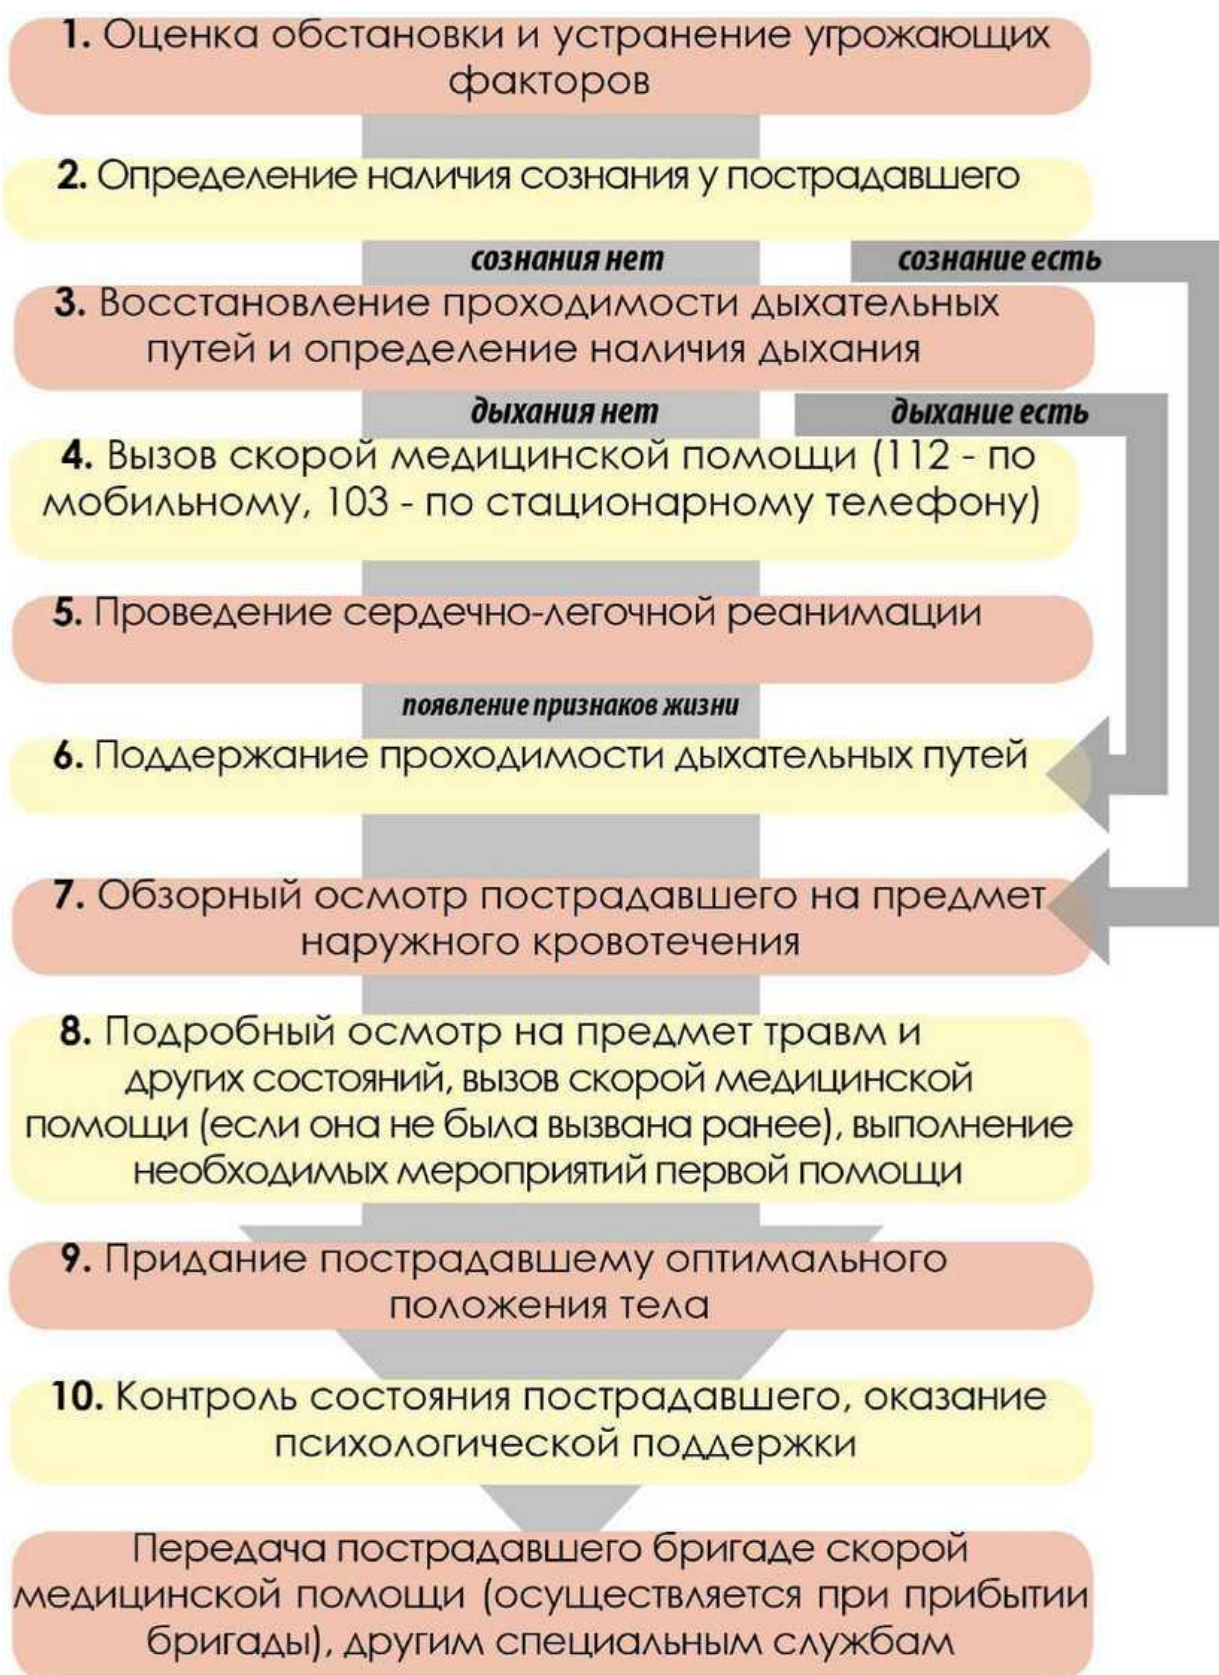 1. Оценка обстановки и устранение угрожающих
факторов
2. Определение наличия сознания у пострадавшего
сознания нет
сознание есть
3. Восстановление проходимости дыхательных
путей и определение наличия дыхания
дыхания нет
дыхание есть
4. Вызов скорой медицинской помощи (112 - по
мобильному, 103 - по стационарному телефону)
5. Проведение сердечно-легочной реанимации
появление признаков жизни
6. Поддержание проходимости дыхательных путей
7. Обзорный осмотр пострадавшего на предмет
наружного кровотечения
8. Подробный осмотр на предмет травм и
других состояний, вызов скорой медицинской
помощи (если она не была вызвана ранее), выполнение
необходимых мероприятий первой помощи
9. Придание пострадавшему оптимального
положения тела
10. Контроль состояния пострадавшего, оказание
психологической поддержки
Передача пострадавшего бригаде скорой
медицинской помощи (осуществляется при прибытии
бригады), другим специальным службам